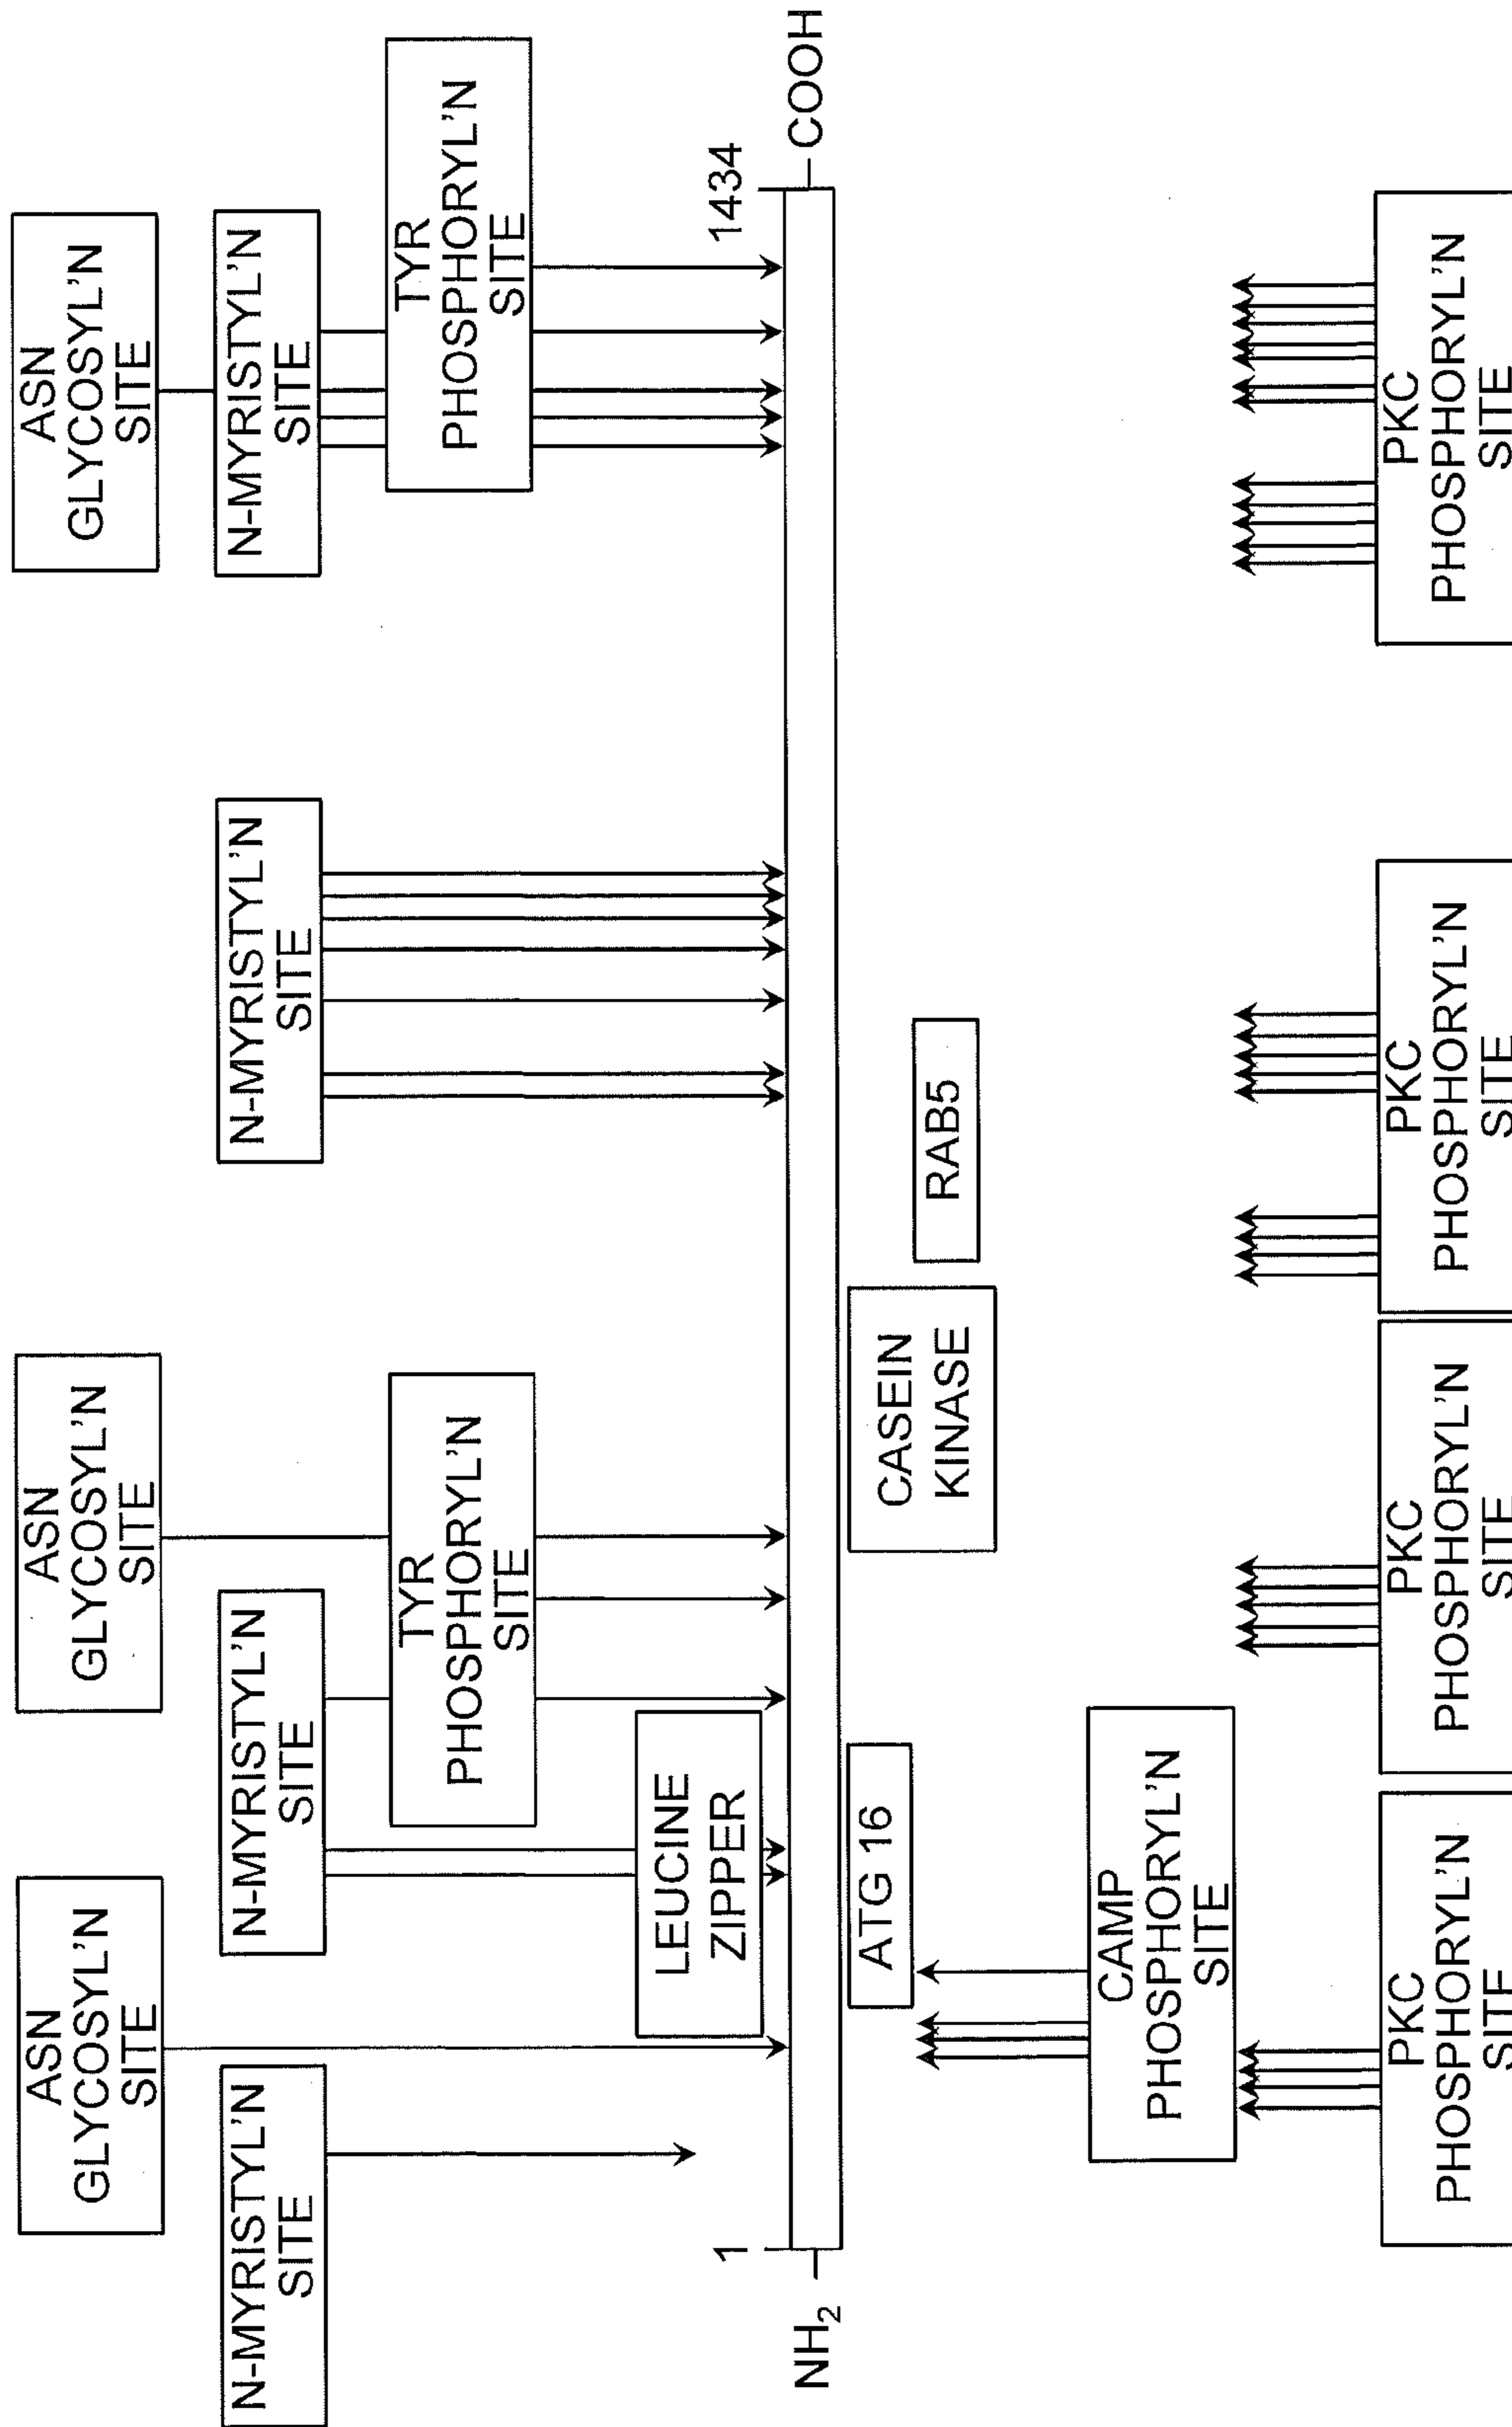 ASN
GLYCOSYL'N
SITE
ASN
GLYCOSYL'N
SITE
ASN
GLYCOSYL'N
SITE
N-MYRISTYL'N
SITE
N-MYRISTYL'N
SITE
N-MYRISTYL'N
SITE
N-MYRISTYL'N
SITE
TYR
PHOSPHORYL'N
SITE
TYR
PHOSPHORYL'N
SITE
LEUCINE
ZIPPER
1
1434
NH₂
COOH
ATG 16
CASEIN
KINASE
RAB5
CAMP
PHOSPHORYL'N
SITE
PKC
PHOSPHORYL'N
SITE
PKC
PHOSPHORYL'N
SITE
PKC
PHOSPHORYL'N
SITE
PKC
PHOSPHORYL'N
SITE